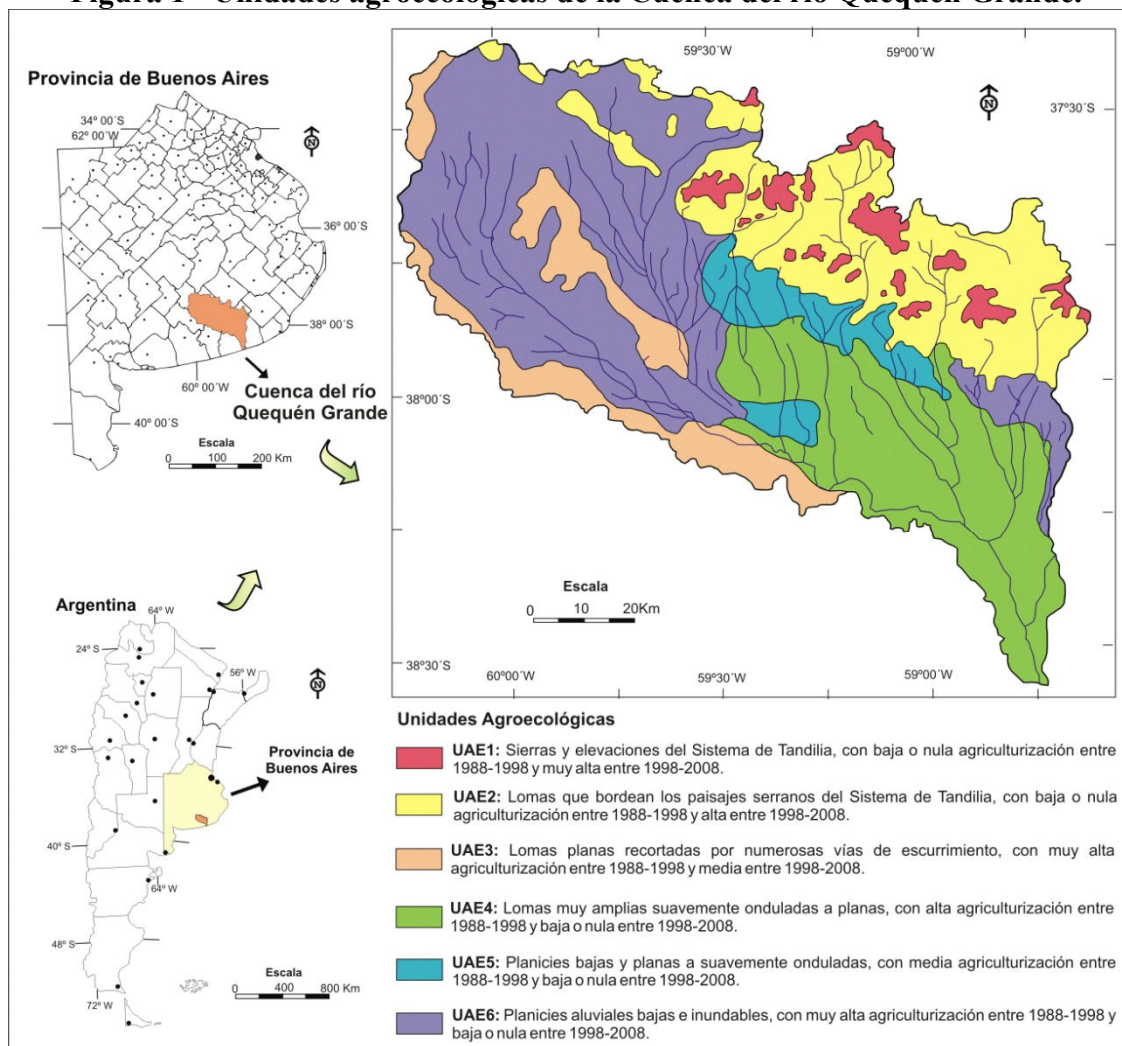 Figura 1 - Unidades agroecológicas de la Cuenca del río Quequén Grande.
Provincia de Buenos Aires
34° 00´S
62° 00´W
N
36° 00´S
38° 00´S
60° 00´W
40° 00´S
Cuenca del río
Quequén Grande
Escala
0 100 200 Km
59°30´W
59°00´W
N
37°30´S
38°00´S
38°30´S
60°00´W
59°30´W
59°00´W
Escala
0 10 20Km
Argentina
64º W
24º S
56º W
N
32º S
Provincia de
Buenos Aires
40º S
64º W
48º S
72º W
Escala
0 400 800 Km
Unidades Agroecológicas
UAE1: Sierras y elevaciones del Sistema de Tandilia, con baja o nula agriculturización entre
1988-1998 y muy alta entre 1998-2008.
UAE2: Lomas que bordean los paisajes serranos del Sistema de Tandilia, con baja o nula
agriculturización entre 1988-1998 y alta entre 1998-2008.
UAE3: Lomas planas recortadas por numerosas vías de escurrimiento, con muy alta
agriculturización entre 1988-1998 y media entre 1998-2008.
UAE4: Lomas muy amplias suavemente onduladas a planas, con alta agriculturización entre
1988-1998 y baja o nula entre 1998-2008.
UAE5: Planicies bajas y planas a suavemente onduladas, con media agriculturización entre
1988-1998 y baja o nula entre 1998-2008.
UAE6: Planicies aluviales bajas e inundables, con muy alta agriculturización entre 1988-1998 y
baja o nula entre 1998-2008.